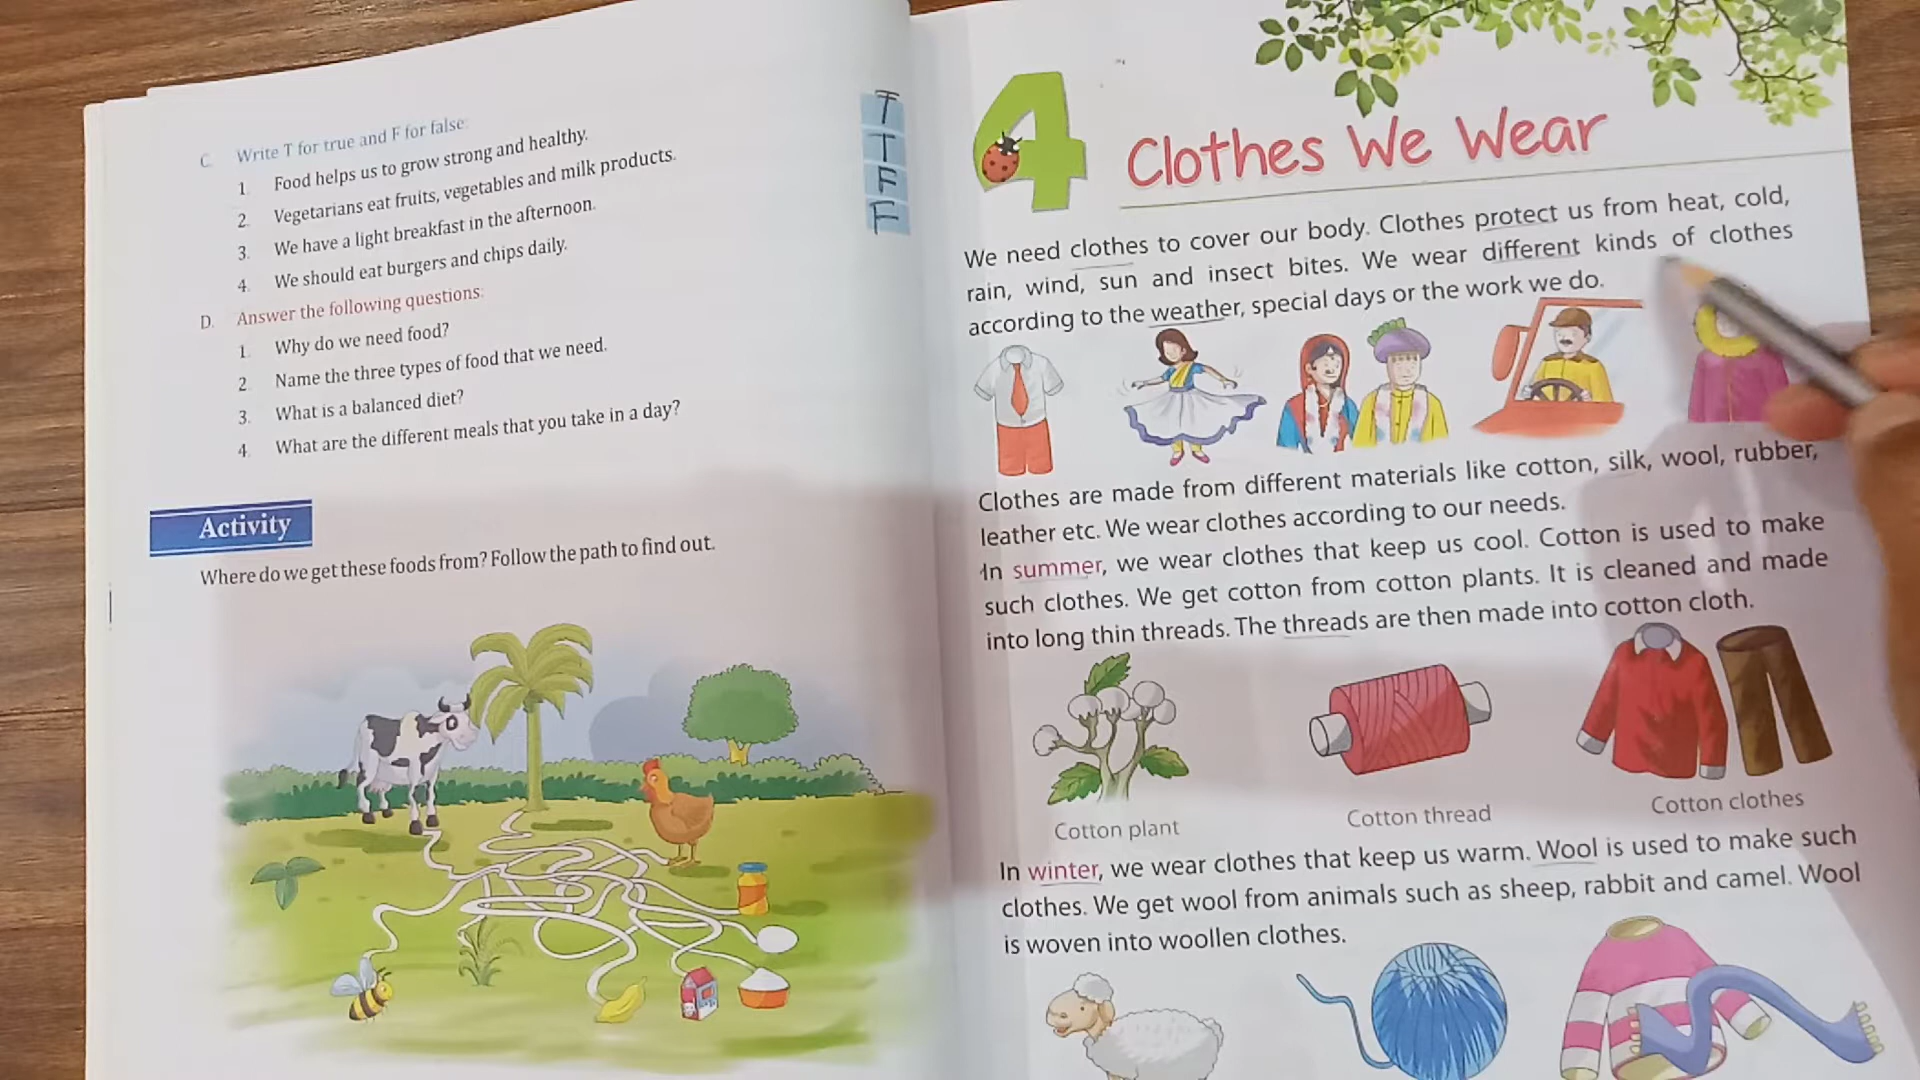 C. Write T for true and F for false:
1. Food helps us to grow strong and healthy. T
2. Vegetarians eat fruits, vegetables and milk products. T
3. We have a light breakfast in the afternoon. F
4. We should eat burgers and chips daily. F
D. Answer the following questions:
1. Why do we need food?
2. Name the three types of food that we need.
3. What is a balanced diet?
4. What are the different meals that you take in a day?
Activity
Where do we get these foods from? Follow the path to find out.
4 Clothes We Wear
We need clothes to cover our body. Clothes protect us from heat, cold,
rain, wind, sun and insect bites. We wear different kinds of clothes
according to the weather, special days or the work we do.
Clothes are made from different materials like cotton, silk, wool, rubber,
leather etc. We wear clothes according to our needs.
In summer, we wear clothes that keep us cool. Cotton is used to make
such clothes. We get cotton from cotton plants. It is cleaned and made
into long thin threads. The threads are then made into cotton cloth.
Cotton plant
Cotton thread
Cotton clothes
In winter, we wear clothes that keep us warm. Wool is used to make such
clothes. We get wool from animals such as sheep, rabbit and camel. Wool
is woven into woollen clothes.